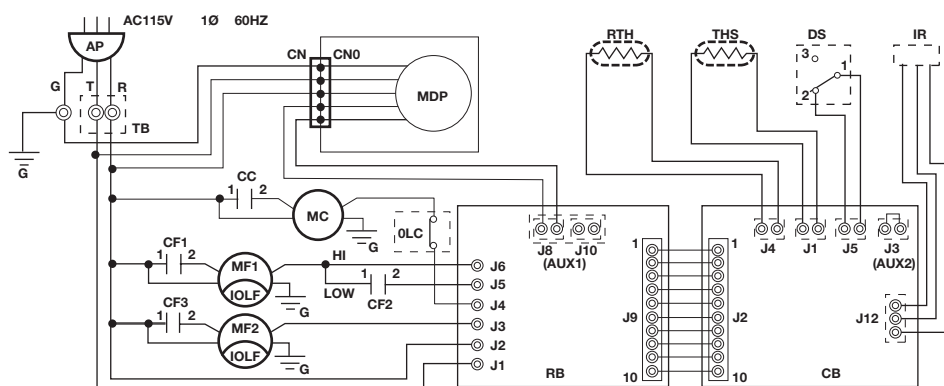 AC115V 1Ø 60HZ
AP
G T R
TB
G
CN CN0
MDP
RTH THS DS IR
3 1
2
CC
1 2
MC
G
0LC
CF1
1 2
MF1
IOLF
G
HI
LOW
1 2
CF2
CF3
1 2
MF2
IOLF
G
J6
J5
J4
J3
J2
J1
J8 J10
(AUX1)
1
J9
10
RB
1
J2
10
J4 J1 J5 J3
(AUX2)
J12
CB